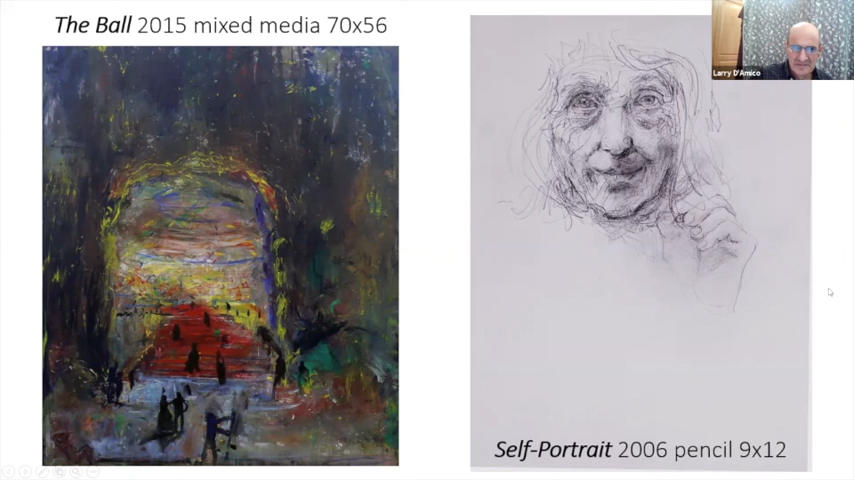 The Ball 2015 mixed media 70x56
Larry D'Amico
Self-Portrait 2006 pencil 9x12